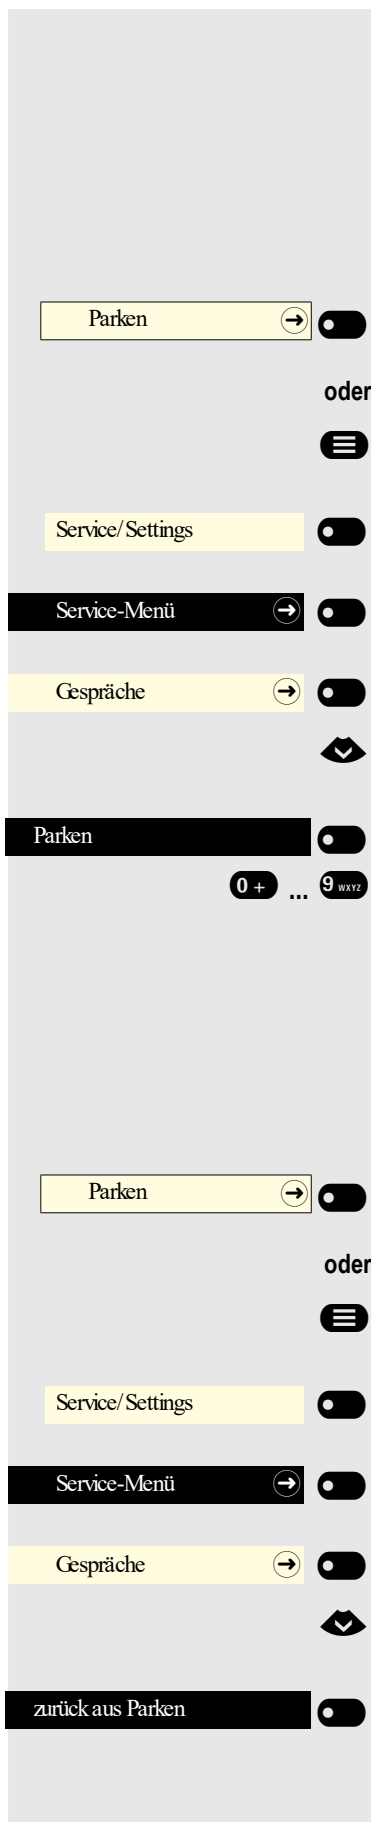 Parken
oder
Service/Settings
Service-Menü
Gespräche
Parken
0 + ... 9 WXYZ
Parken
oder
Service/Settings
Service-Menü
Gespräche
zurück aus Parken